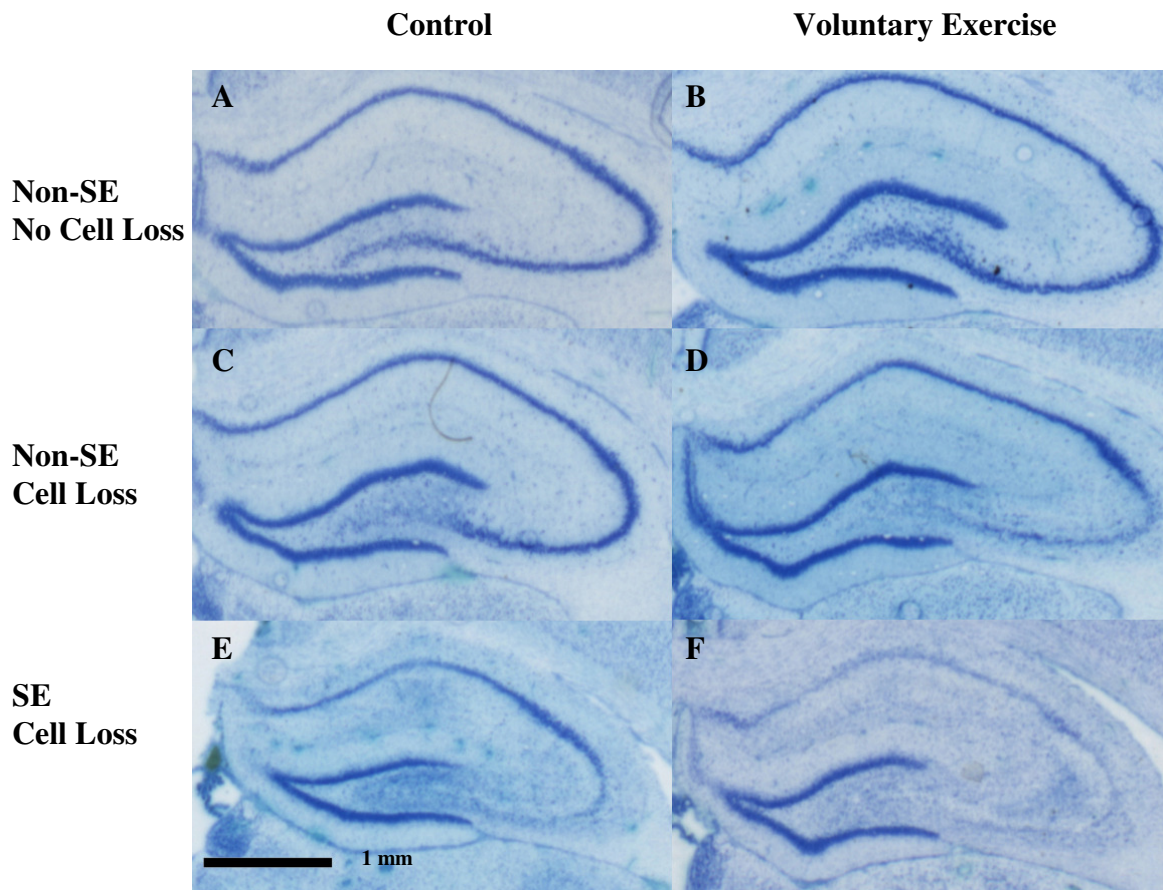 Control
Voluntary Exercise
A
B
Non-SE
No Cell Loss
C
D
Non-SE
Cell Loss
E
F
SE
Cell Loss
1 mm